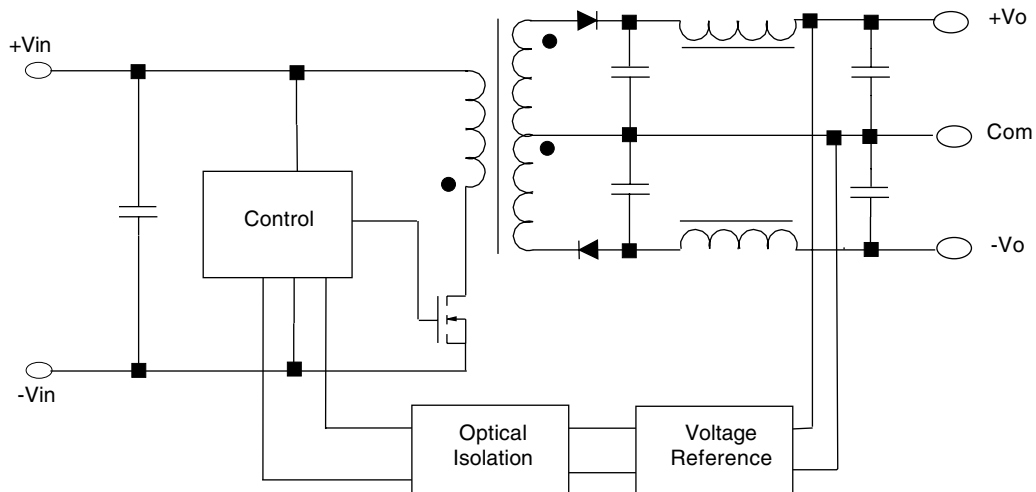 +Vo
+Vin
Com
Control
-Vo
-Vin
Optical
Isolation
Voltage
Reference